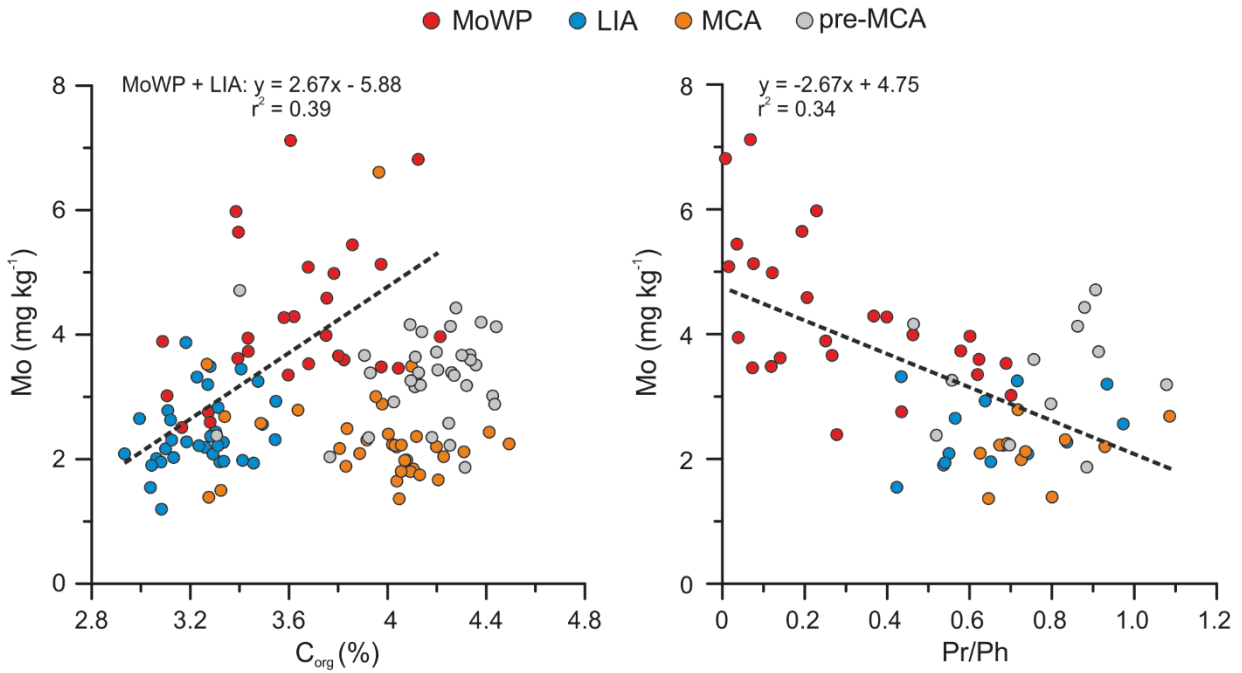 MoWP LIA MCA pre-MCA
MoWP + LIA: y = 2.67x - 5.88
r² = 0.39
8
6
4
2
0
Mo (mg kg⁻¹)
2.8 3.2 3.6 4 4.4 4.8
C_org (%)
y = -2.67x + 4.75
r² = 0.34
8
6
4
2
0
Mo (mg kg⁻¹)
0.0 0.2 0.4 0.6 0.8 1.0 1.2
Pr/Ph